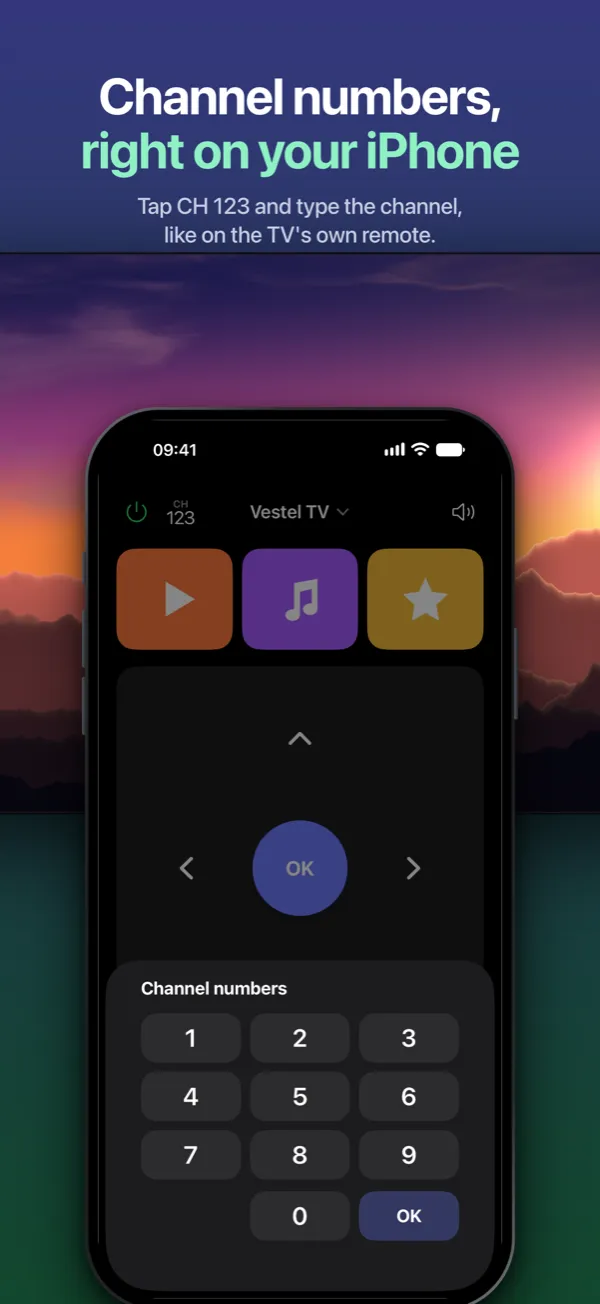 Channel numbers,
right on your iPhone
Tap CH 123 and type the channel,
like on the TV's own remote.
09:41
CH
123
Vestel TV
OK
Channel numbers
1 2 3
4 5 6
7 8 9
0 OK